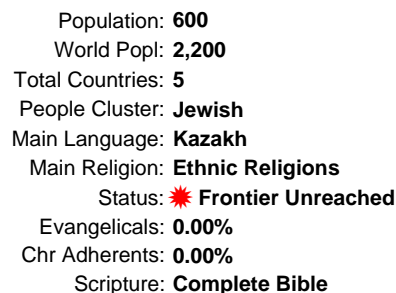 Population: 600
World Popl: 2,200
Total Countries: 5
People Cluster: Jewish
Main Language: Kazakh
Main Religion: Ethnic Religions
Status: Frontier Unreached
Evangelicals: 0.00%
Chr Adherents: 0.00%
Scripture: Complete Bible